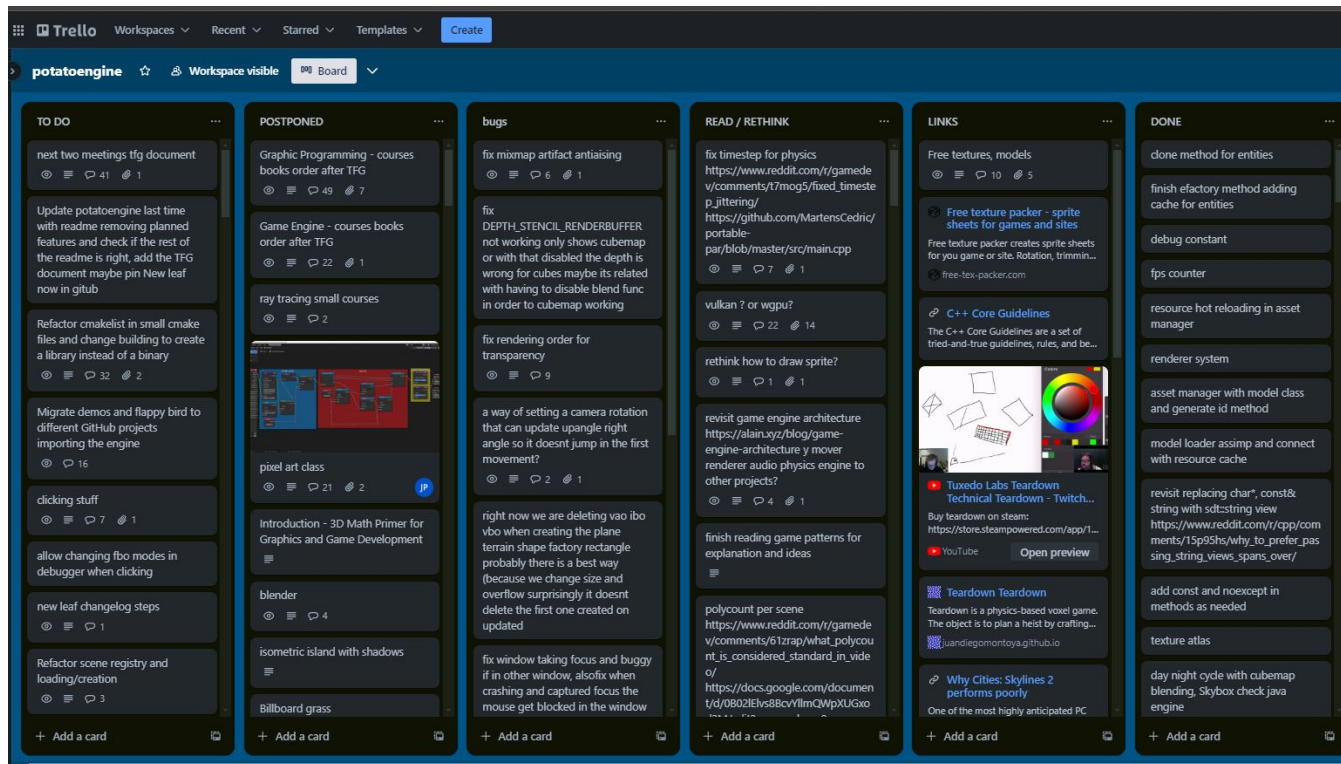 Trello
Workspaces
Recent
Starred
Templates
Create
potatoengine
Workspace visible
Board
TO DO
next two meetings tfg document
41
1
Update potatoengine last time
with readme removing planned
features and check if the rest of
the readme is right, add the TFG
document maybe pin New leaf
now in gitub
Refactor cmakelist in small cmake
files and change building to create
a library instead of a binary
32
2
Migrate demos and flappy bird to
different GitHub projects
importing the engine
16
clicking stuff
7
1
allow changing fbo modes in
debugger when clicking
new leaf changelog steps
1
Refactor scene registry and
loading/creation
3
+ Add a card
POSTPONED
Graphic Programming - courses
books order after TFG
49
7
Game Engine - courses books
order after TFG
22
1
ray tracing small courses
2
pixel art class
21
2
JP
Introduction - 3D Math Primer for
Graphics and Game Development
blender
4
isometric island with shadows
Billboard grass
+ Add a card
bugs
fix mixmap artifact antiaising
6
1
fix
DEPTH_STENCIL_RENDERBUFFER
not working only shows cubemap
or with that disabled the depth is
wrong for cubes maybe its related
with having to disable blend func
in order to cubemap working
fix rendering order for
transparency
9
a way of setting a camera rotation
that can update upangle right
angle so it doesnt jump in the first
movement?
2
1
right now we are deleting vao ibo
vbo when creating the plane
terrain shape factory rectangle
probably there is a best way
(because we change size and
overflow surprisingly it doesnt
delete the first one created on
updated
fix window taking focus and buggy
if in other window, alsofix when
crashing and captured focus the
mouse get blocked in the window
+ Add a card
READ / RETHINK
fix timestep for physics
https://www.reddit.com/r/gamede
v/comments/t7mog5/fixed_timeste
p_jittering/
https://github.com/MartensCedric/
portable-
par/blob/master/src/main.cpp
7
1
vulkan ? or wgpu?
22
14
rethink how to draw sprite?
1
1
revisit game engine architecture
https://alain.xyz/blog/game-
engine-architecture y mover
renderer audio physics engine to
other projects?
4
1
finish reading game patterns for
explanation and ideas
polycount per scene
https://www.reddit.com/r/gamede
v/comments/61zrap/what_polycou
nt_is_considered_standard_in_vide
o/
https://docs.google.com/documen
+ Add a card
LINKS
Free textures, models
10
5
Free texture packer - sprite
sheets for games and sites
Free texture packer creates sprite sheets
for you game or site. Rotation, trimmin...
free-tex-packer.com
C++ Core Guidelines
The C++ Core Guidelines are a set of
tried-and-true guidelines, rules, and be...
Tuxedo Labs Teardown
Technical Teardown - Twitch...
Buy teardown on steam:
https://store.steampowered.com/app/1...
YouTube
Open preview
Teardown Teardown
Teardown is a physics-based voxel game.
The object is to plan a heist by crafting...
juandiegomontoya.github.io
Why Cities: Skylines 2
performs poorly
One of the most highly anticipated PC
+ Add a card
DONE
clone method for entities
finish efactory method adding
cache for entities
debug constant
fps counter
resource hot reloading in asset
manager
renderer system
asset manager with model class
and generate id method
model loader assimp and connect
with resource cache
revisit replacing char*, const&
string with sdt::string view
https://www.reddit.com/r/cpp/com
ments/15p95hs/why_to_prefer_pas
sing_string_views_spans_over/
add const and noexcept in
methods as needed
texture atlas
day night cycle with cubemap
blending, Skybox check java
engine
+ Add a card